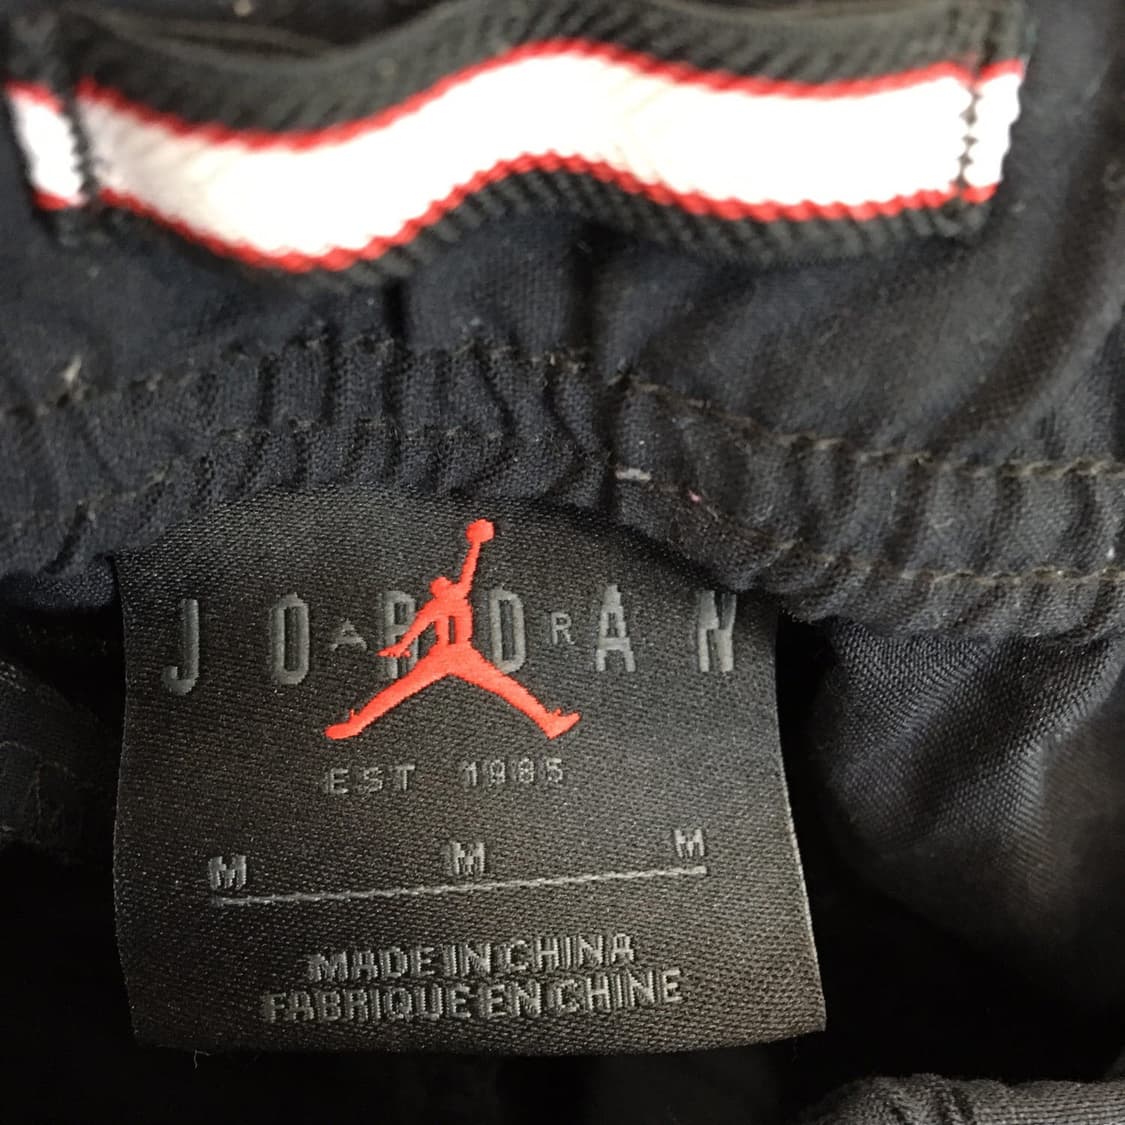 JORDAN
AIR
EST 1985
M M M
MADE IN CHINA
FABRIQUE EN CHINE